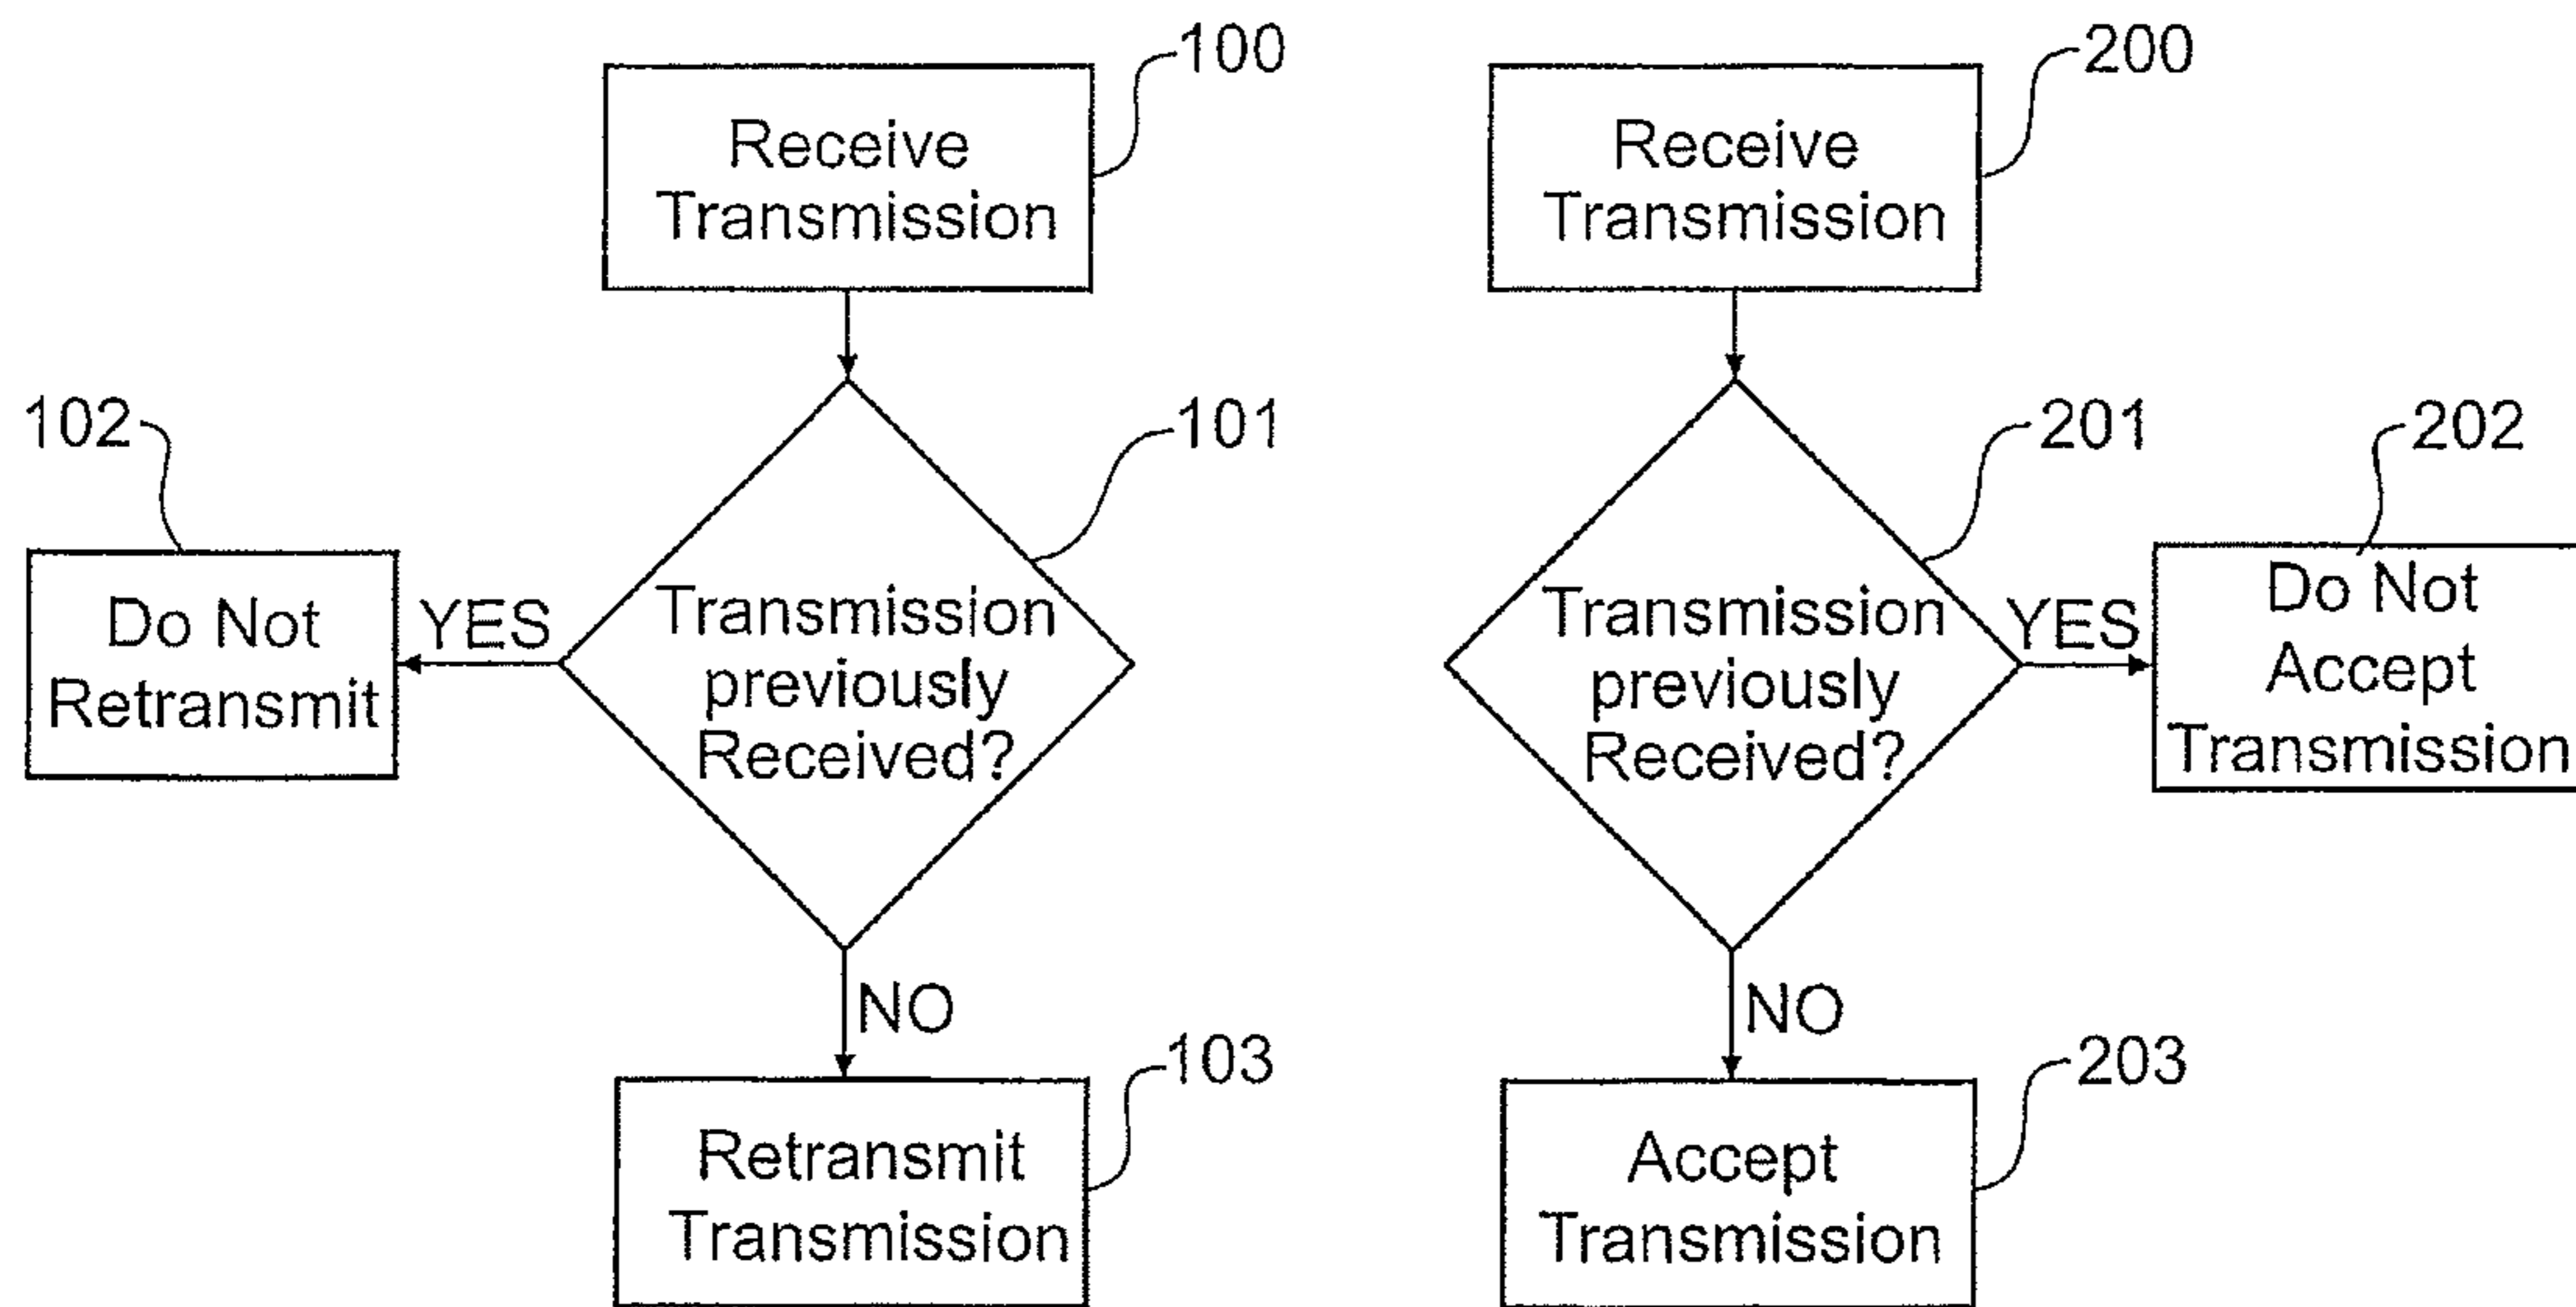 100
Receive
Transmission
102
101
Transmission
previously
Received?
YES
Do Not
Retransmit
NO
103
Retransmit
Transmission
200
Receive
Transmission
201
202
Transmission
previously
Received?
YES
Do Not
Accept
Transmission
NO
203
Accept
Transmission